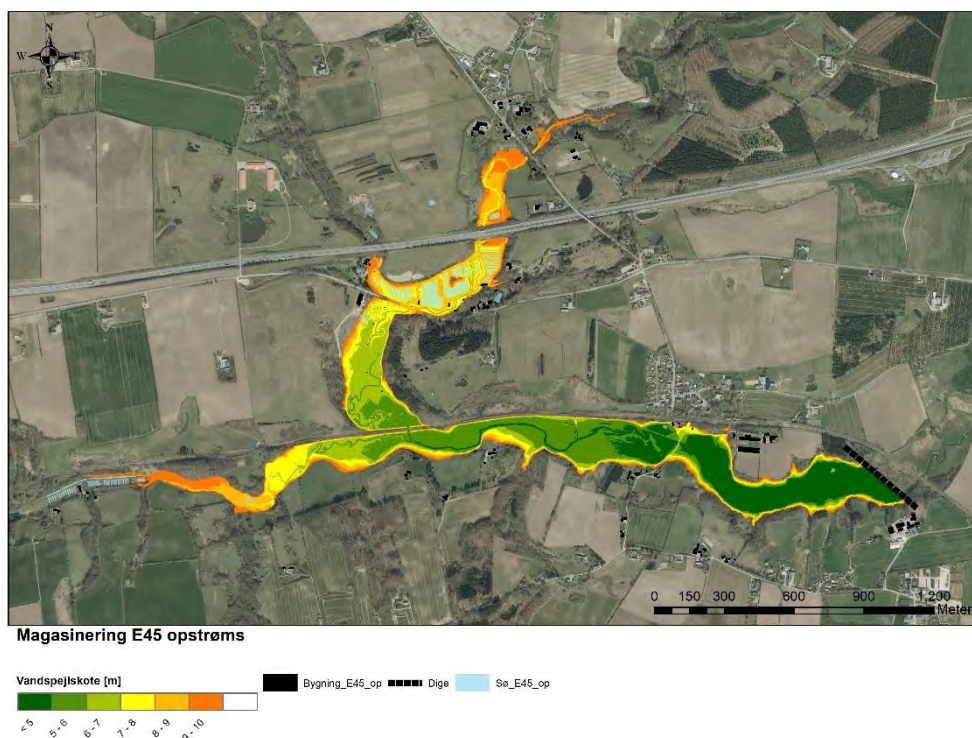 N
W
E
S
0 150 300 600 900 1,200
Meter
Magasinering E45 opstrøms
Vandspejlskote [m]
< 5
5 - 6
6 - 7
7 - 8
8 - 9
9 - 10
Bygning_E45_op
Dige
Sø_E45_op